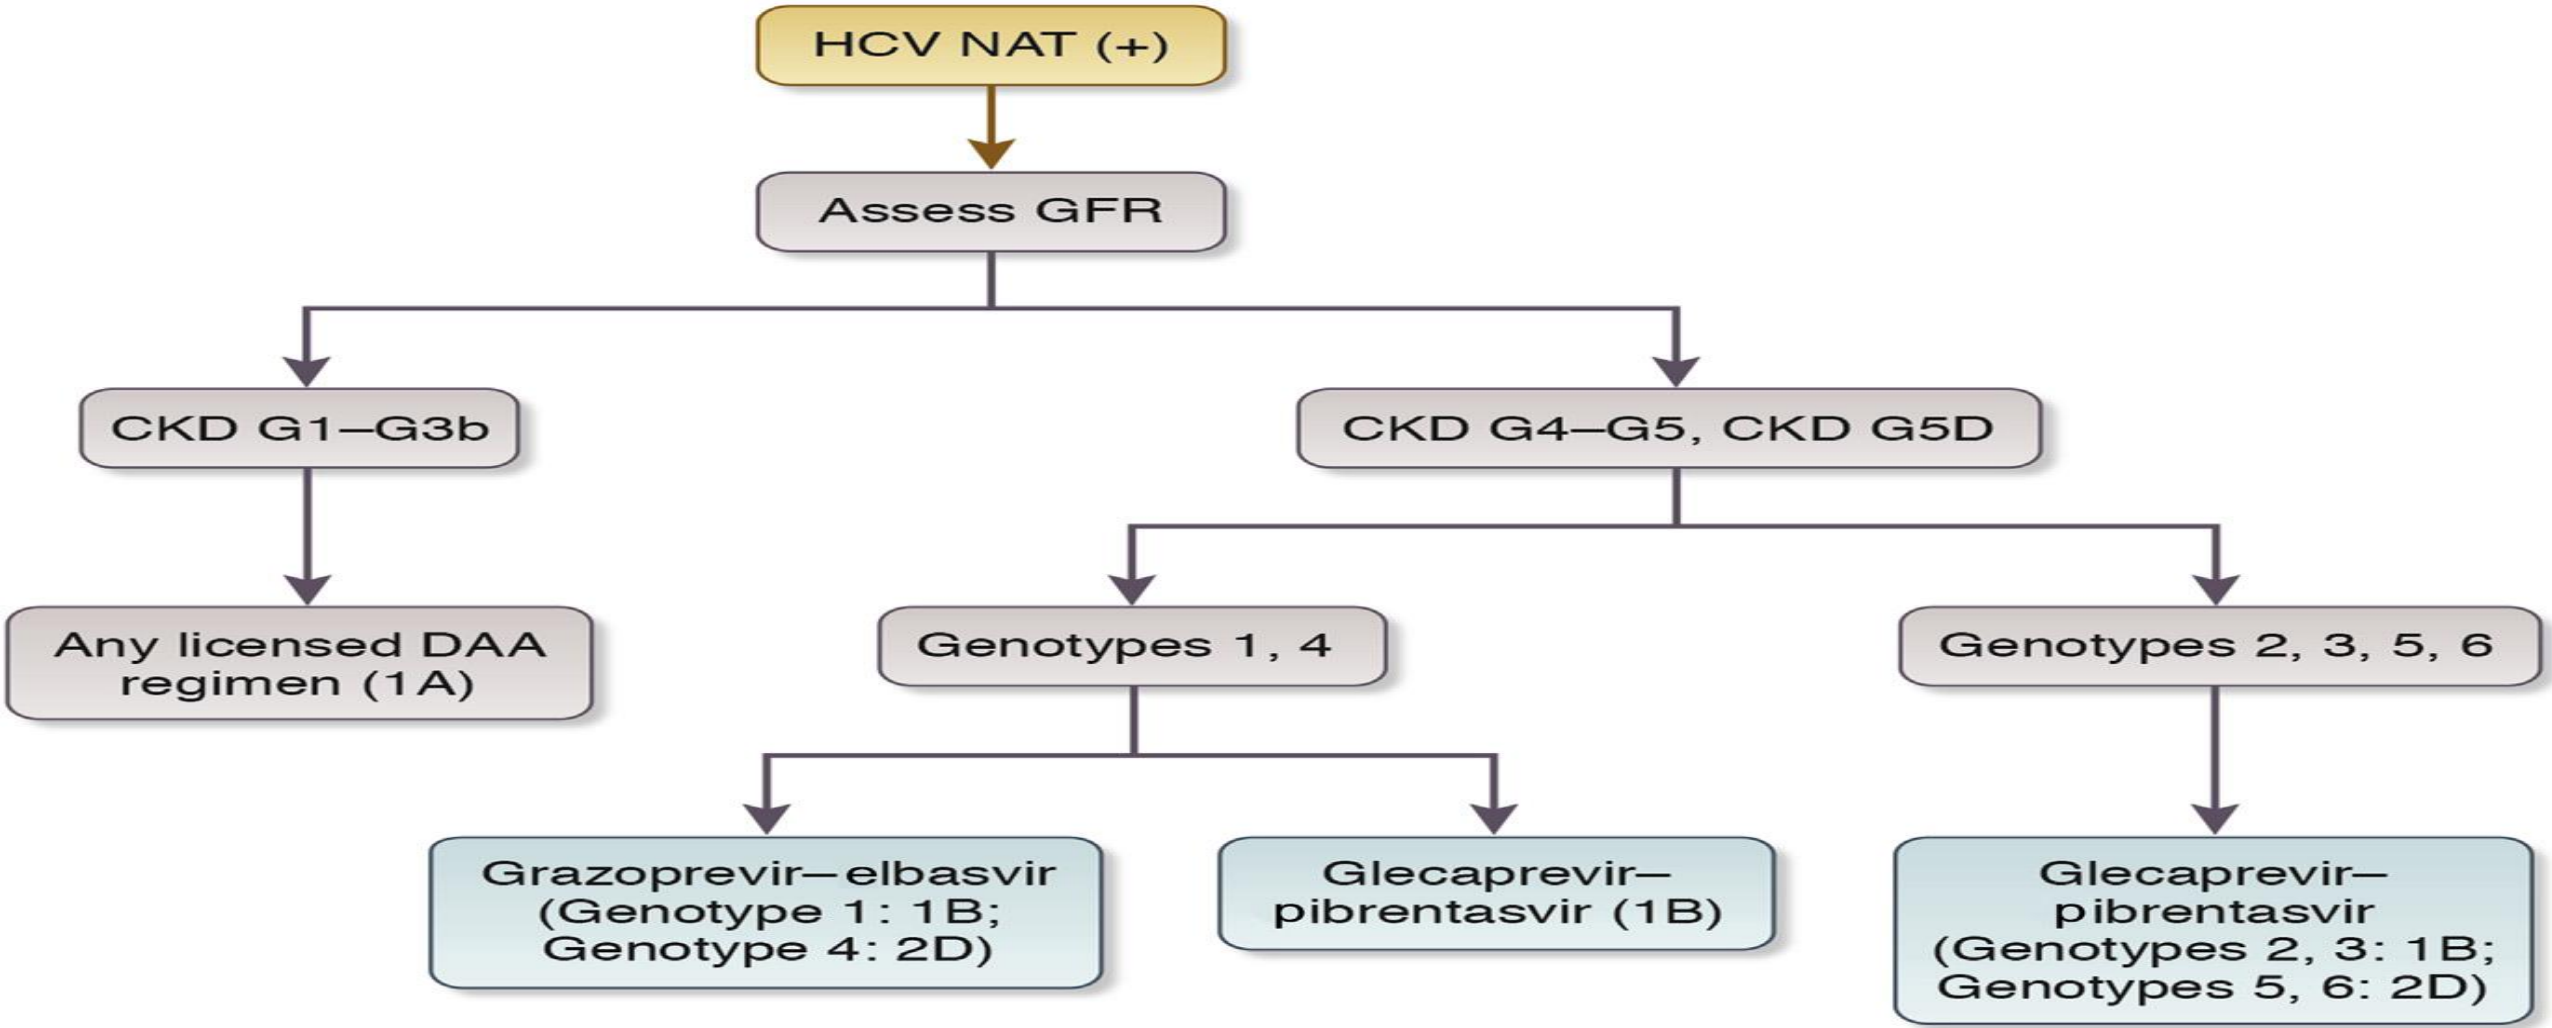 HCV NAT (+)
Assess GFR
CKD G1–G3b
CKD G4–G5, CKD G5D
Any licensed DAA
regimen (1A)
Genotypes 1, 4
Genotypes 2, 3, 5, 6
Grazoprevir–elbasvir
(Genotype 1: 1B;
Genotype 4: 2D)
Glecaprevir–
pibrentasvir (1B)
Glecaprevir–
pibrentasvir
(Genotypes 2, 3: 1B;
Genotypes 5, 6: 2D)